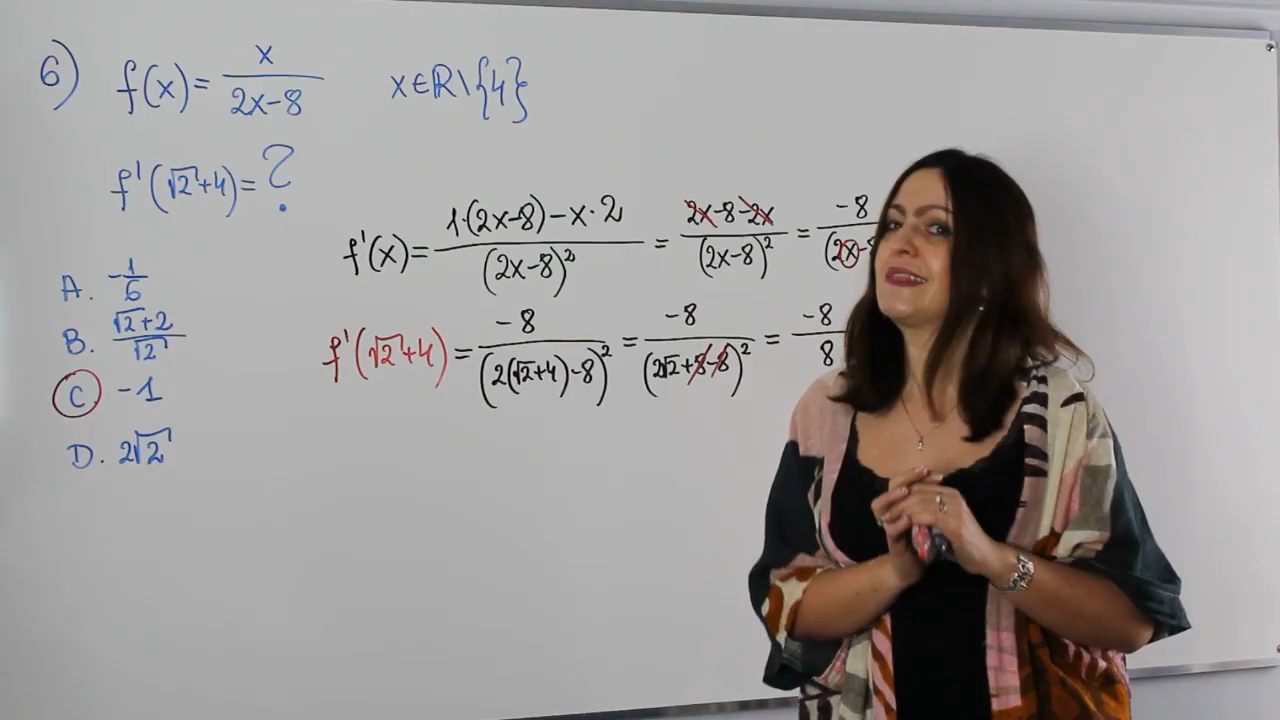 6) f(x) = x/(2x-8) x∈R\{4}
f'(√2+4) = ?
f'(x) = (1·(2x-8)-x·2)/(2x-8)² = (2x-8-2x)/(2x-8)² = -8/(2x-8
f'(√2+4) = -8/(2(√2+4)-8)² = -8/(2√2+8-8)² = -8/8
A. -1/6
B. (√2+2)/√2
C. -1
D. 2√2